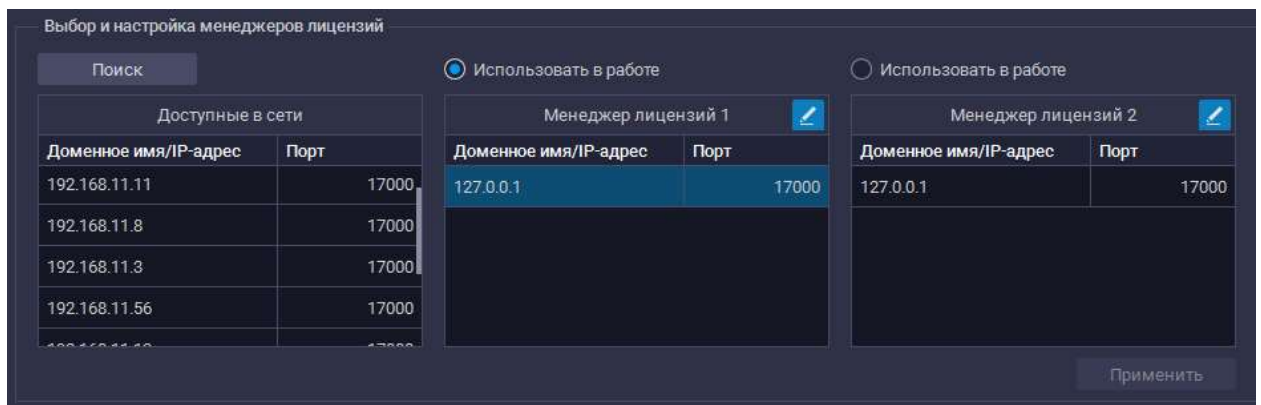 Выбор и настройка менеджеров лицензий
Поиск
Использовать в работе
Использовать в работе
Доступные в сети
Доменное имя/IP-адрес Порт
192.168.11.11 17000
192.168.11.8 17000
192.168.11.3 17000
192.168.11.56 17000
Менеджер лицензий 1
Доменное имя/IP-адрес Порт
127.0.0.1 17000
Менеджер лицензий 2
Доменное имя/IP-адрес Порт
127.0.0.1 17000
Применить